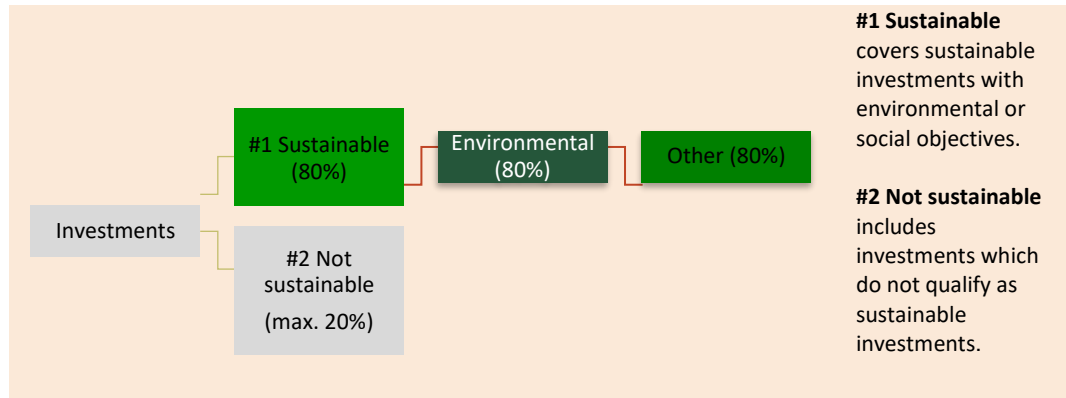 Investments
#1 Sustainable
(80%)
#2 Not
sustainable
(max. 20%)
Environmental
(80%)
Other (80%)
#1 Sustainable
covers sustainable
investments with
environmental or
social objectives.
#2 Not sustainable
includes
investments which
do not qualify as
sustainable
investments.